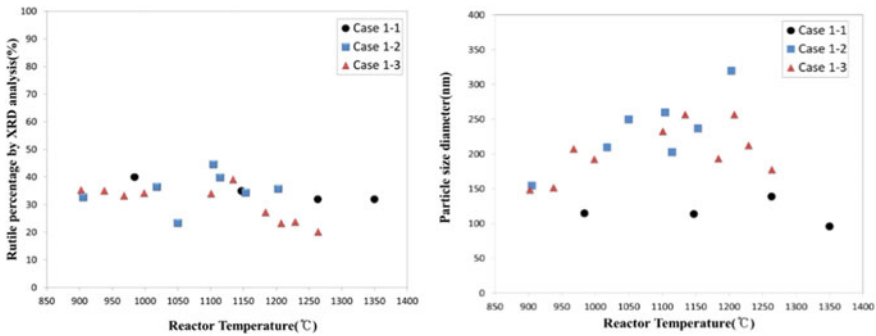 Rutile percentage by XRD analysis(%)
100
90
80
70
60
50
40
30
20
10
0
850 900 950 1000 1050 1100 1150 1200 1250 1300 1350 1400
Reactor Temperature(℃)
Case 1-1
Case 1-2
Case 1-3
Particle size diameter(nm)
400
350
300
250
200
150
100
50
0
850 900 950 1000 1050 1100 1150 1200 1250 1300 1350 1400
Reactor Temperature(℃)
Case 1-1
Case 1-2
Case 1-3